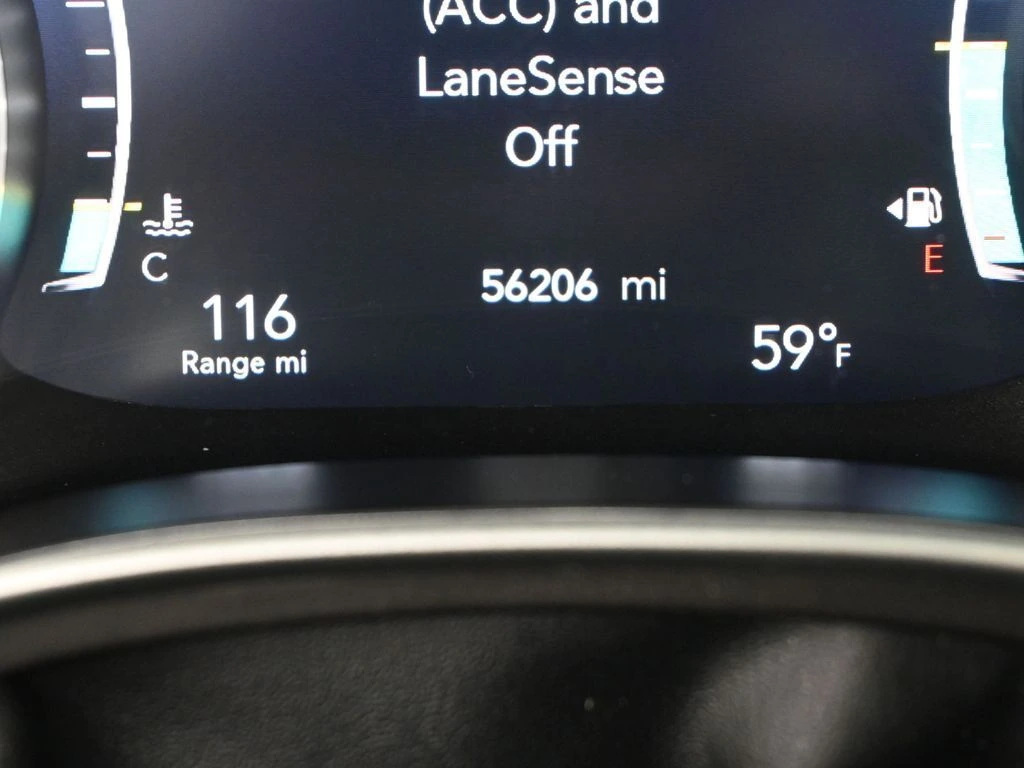 (ACC) and
LaneSense
Off
C
E
56206 mi
116
Range mi
59°F